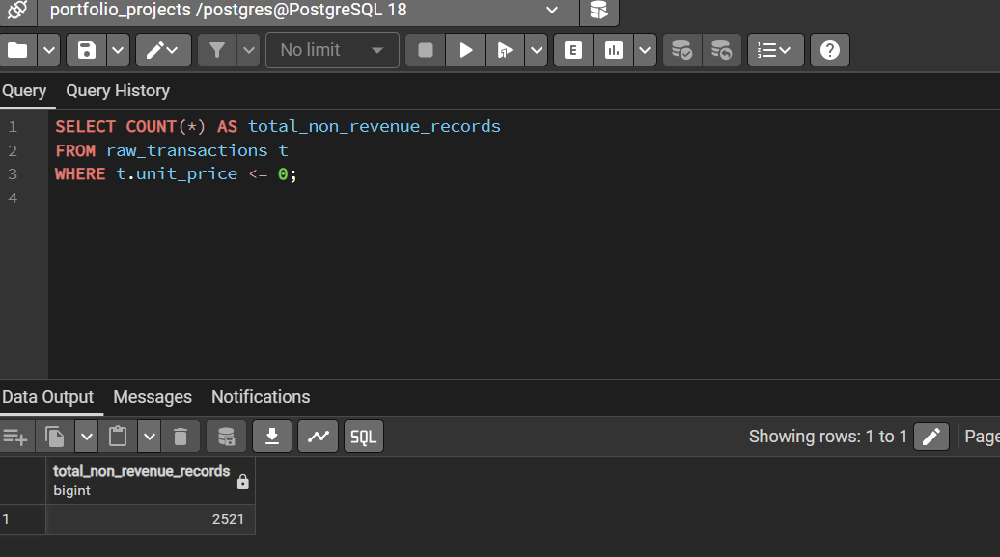 portfolio_projects /postgres@PostgreSQL 18
No limit
E
Query Query History
1 SELECT COUNT(*) AS total_non_revenue_records
2 FROM raw_transactions t
3 WHERE t.unit_price <= 0;
4
Data Output Messages Notifications
SQL Showing rows: 1 to 1 Page
total_non_revenue_records
bigint
1 2521